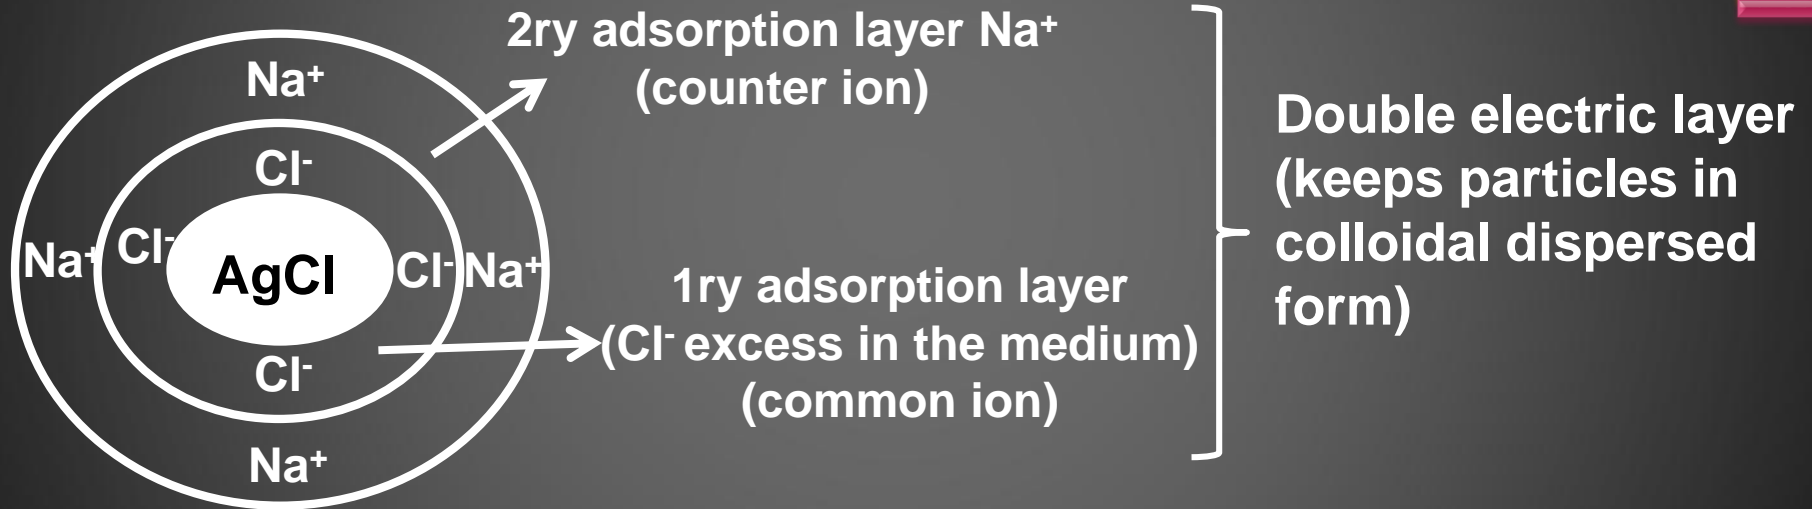 2ry adsorption layer Na⁺
(counter ion)
Na⁺
Cl⁻
Na⁺ Cl⁻ AgCl Cl⁻ Na⁺
Cl⁻
Na⁺
1ry adsorption layer
(Cl⁻ excess in the medium)
(common ion)
Double electric layer
(keeps particles in
colloidal dispersed
form)